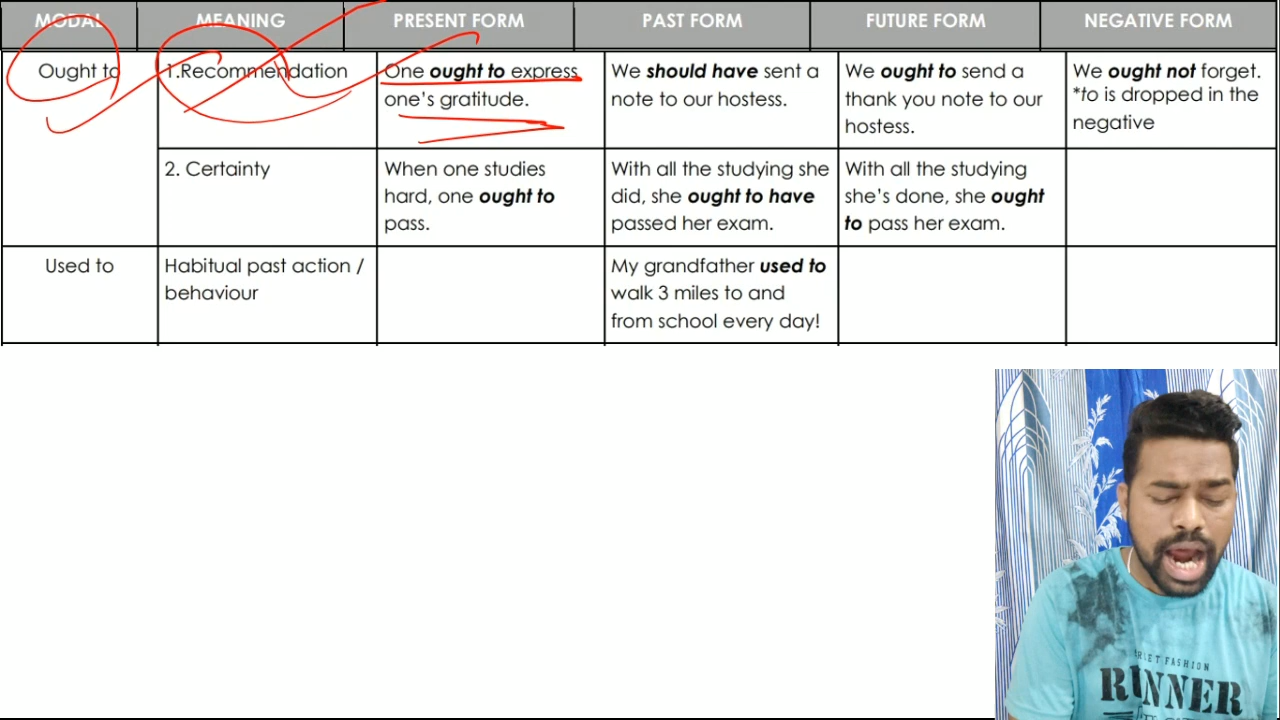 MODAL MEANING PRESENT FORM PAST FORM FUTURE FORM NEGATIVE FORM
Ought to
1.Recommendation
One ought to express
one's gratitude.
We should have sent a
note to our hostess.
We ought to send a
thank you note to our
hostess.
We ought not forget.
*to is dropped in the
negative
2. Certainty
When one studies
hard, one ought to
pass.
With all the studying she
did, she ought to have
passed her exam.
With all the studying
she's done, she ought
to pass her exam.
Used to
Habitual past action /
behaviour
My grandfather used to
walk 3 miles to and
from school every day!
FASHION
RUNNER